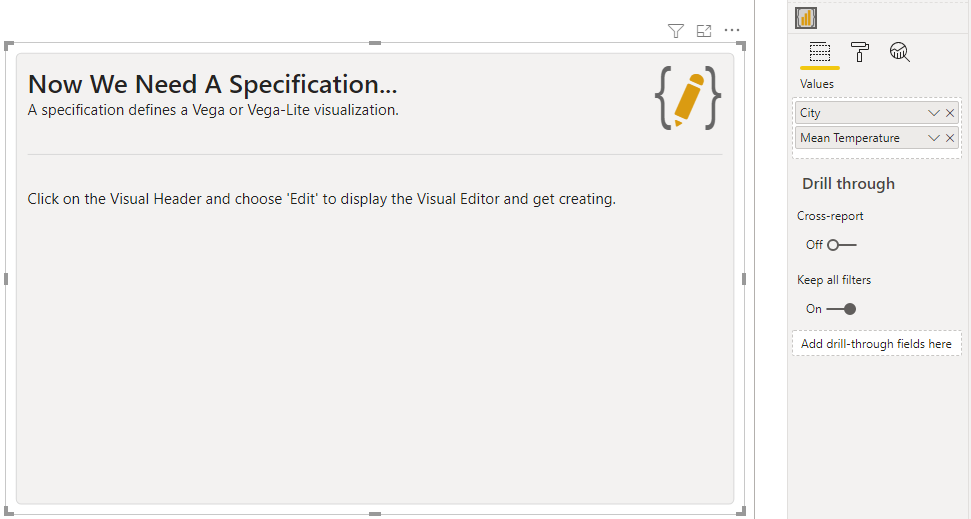 Now We Need A Specification...
A specification defines a Vega or Vega-Lite visualization.
Click on the Visual Header and choose 'Edit' to display the Visual Editor and get creating.
Values
City
Mean Temperature
Drill through
Cross-report
Off
Keep all filters
On
Add drill-through fields here